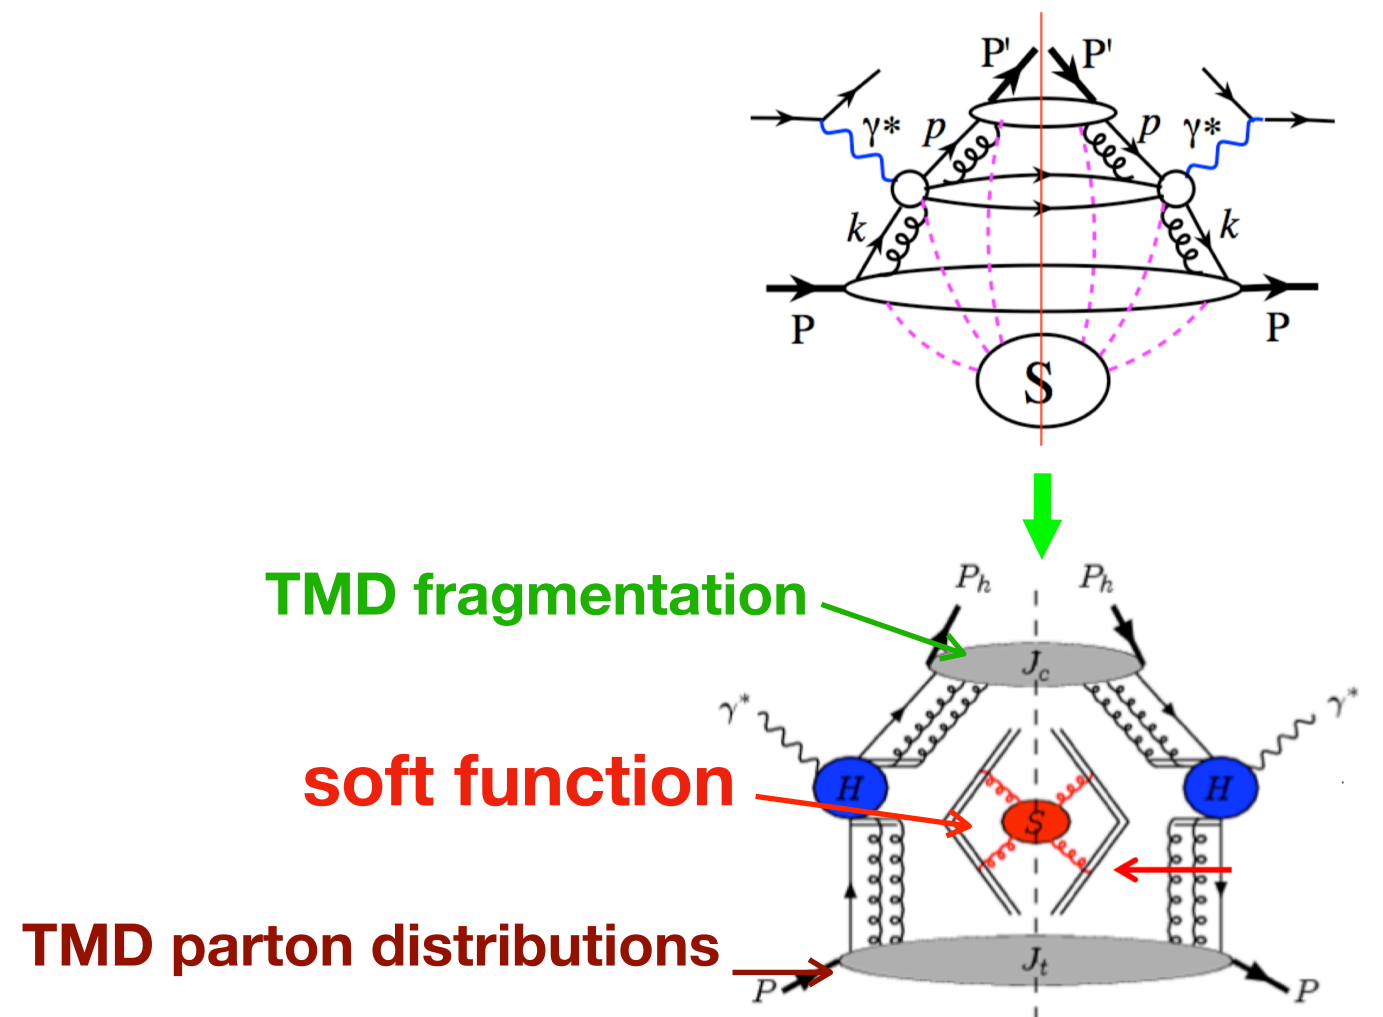 P' P'
γ* p p γ*
k k
P P
S
TMD fragmentation
P_h P_h
J_c
γ* γ*
soft function
H H
S
TMD parton distributions
J_t
P P